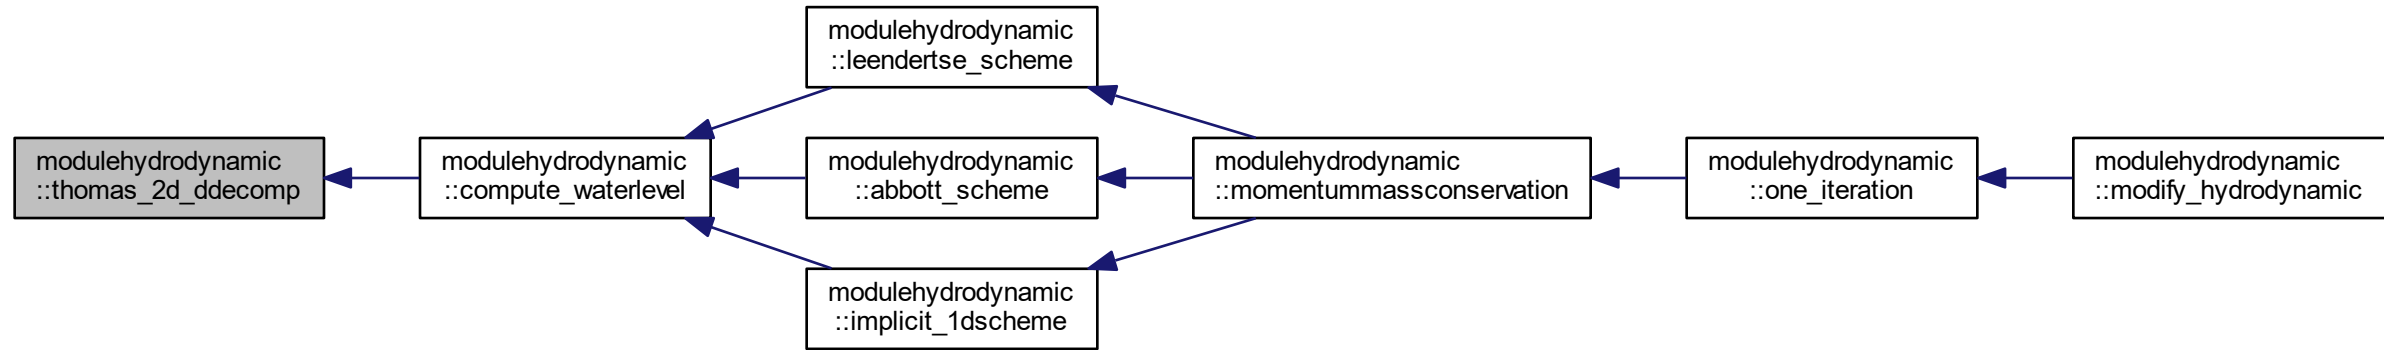 modulehydrodynamic
::thomas_2d_ddecomp
modulehydrodynamic
::compute_waterlevel
modulehydrodynamic
::leendertse_scheme
modulehydrodynamic
::abbott_scheme
modulehydrodynamic
::implicit_1dscheme
modulehydrodynamic
::momentummassconservation
modulehydrodynamic
::one_iteration
modulehydrodynamic
::modify_hydrodynamic